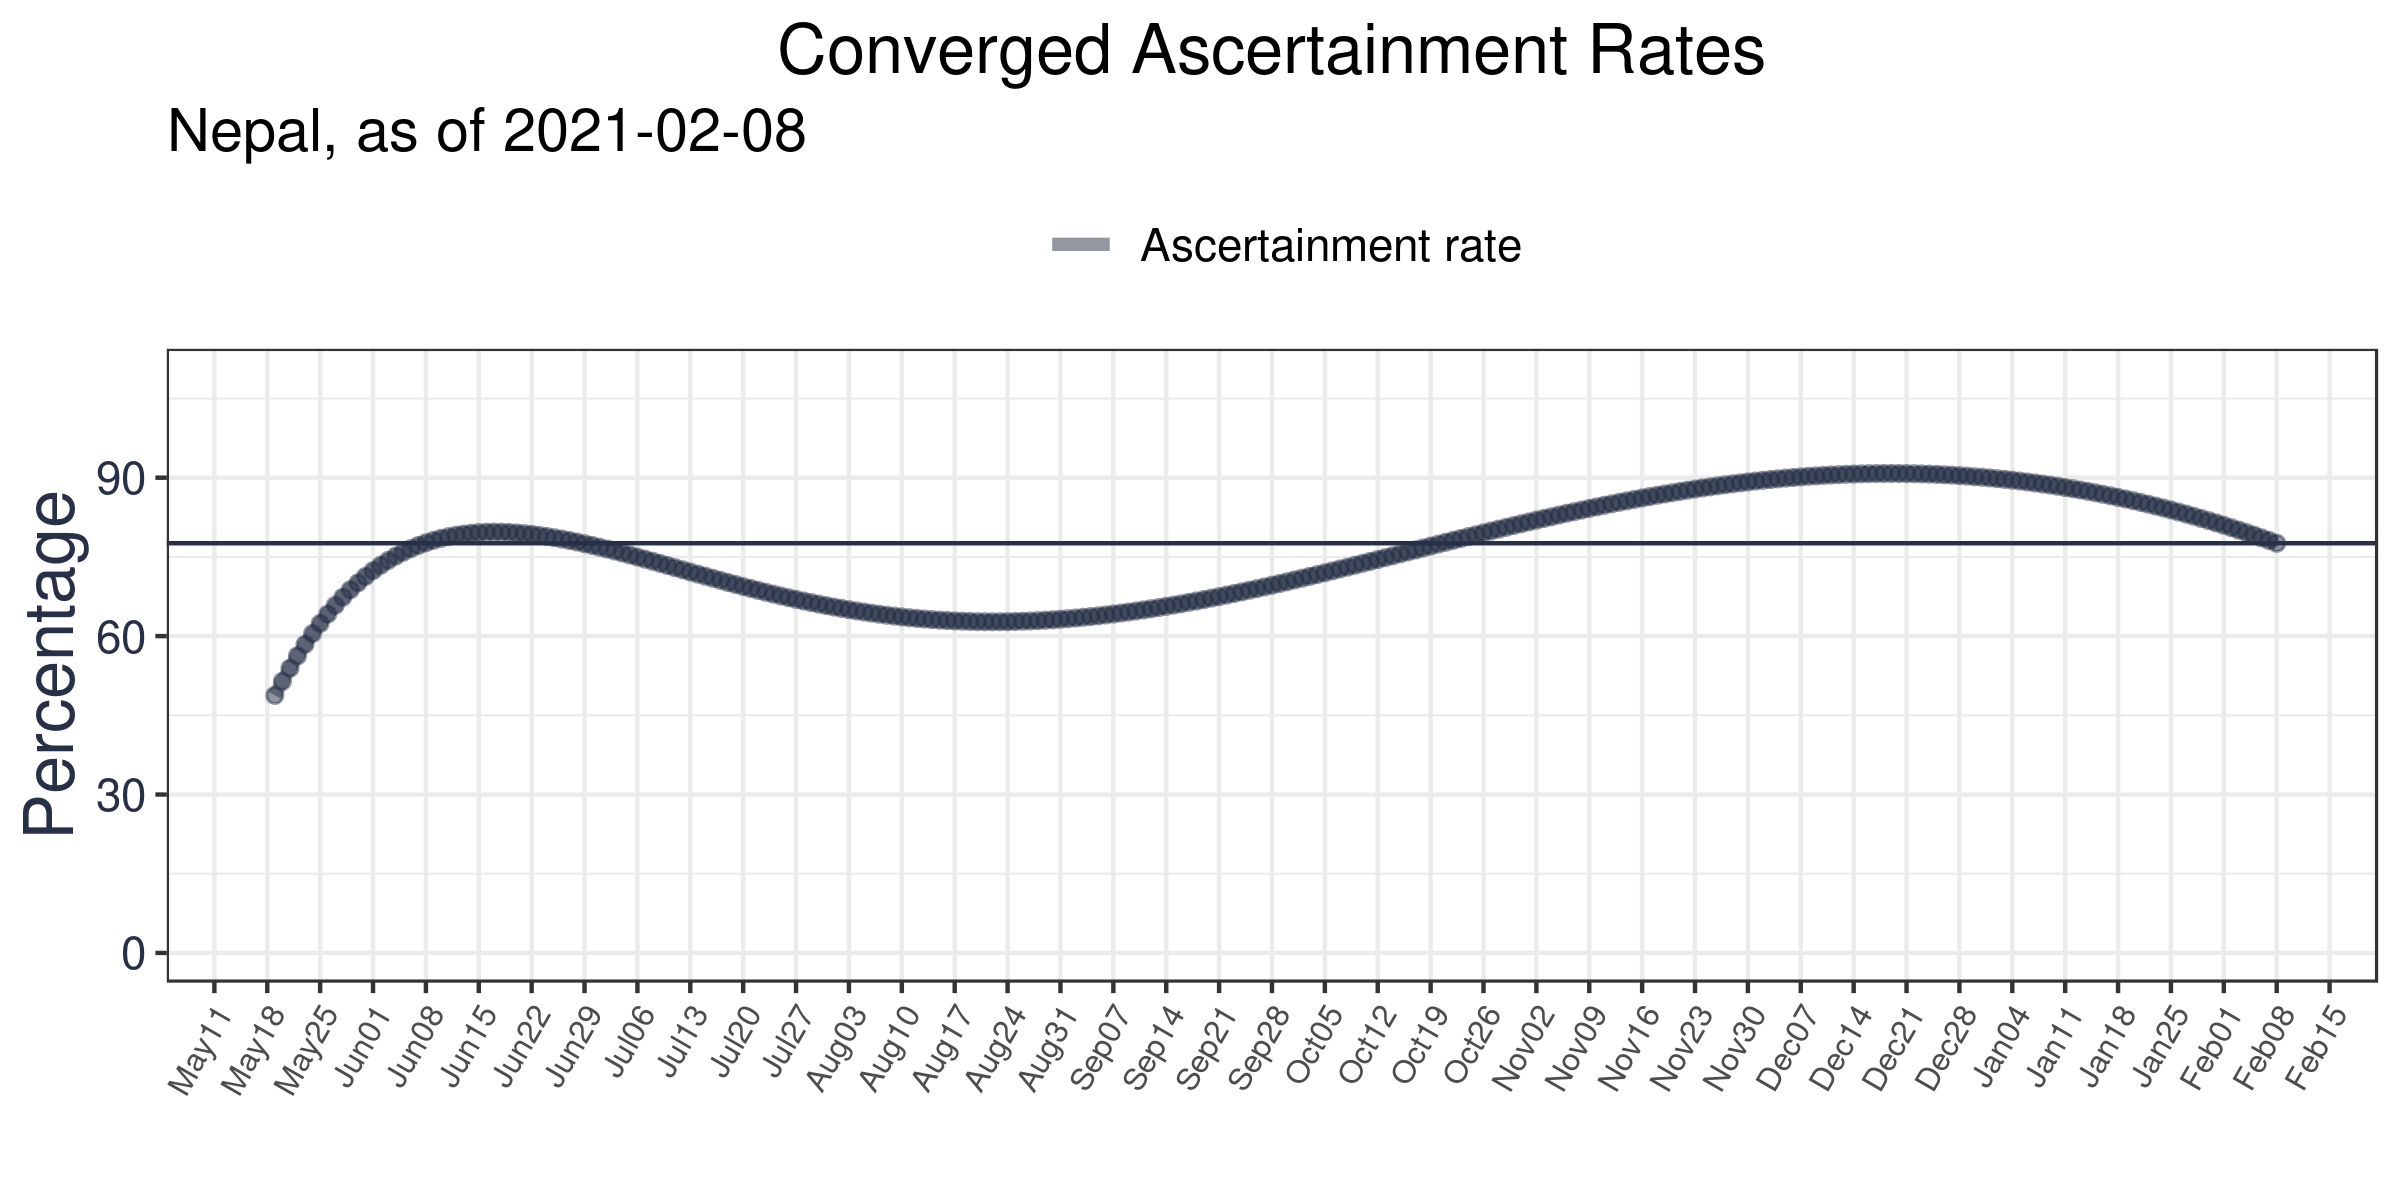 Converged Ascertainment Rates
Nepal, as of 2021-02-08
Ascertainment rate
Percentage
90
60
30
0
May11 May18 May25 Jun01 Jun08 Jun15 Jun22 Jun29 Jul06 Jul13 Jul20 Jul27 Aug03 Aug10 Aug17 Aug24 Aug31 Sep07 Sep14 Sep21 Sep28 Oct05 Oct12 Oct19 Oct26 Nov02 Nov09 Nov16 Nov23 Nov30 Dec07 Dec14 Dec21 Dec28 Jan04 Jan11 Jan18 Jan25 Feb01 Feb08 Feb15